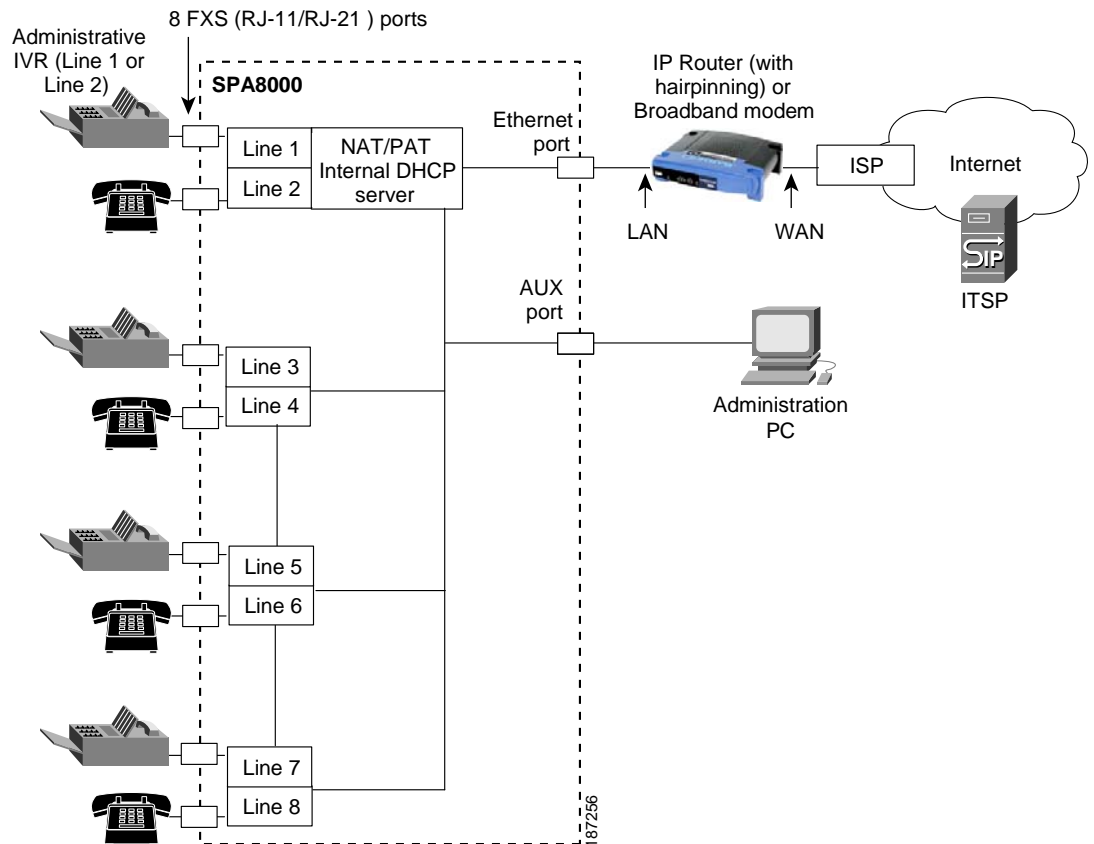 8 FXS (RJ-11/RJ-21 ) ports
Administrative
IVR (Line 1 or
Line 2)
SPA8000
Line 1
Line 2
NAT/PAT
Internal DHCP
server
Ethernet
port
IP Router (with
hairpinning) or
Broadband modem
LAN
WAN
ISP
Internet
SIP
ITSP
AUX
port
Administration
PC
Line 3
Line 4
Line 5
Line 6
Line 7
Line 8
187256